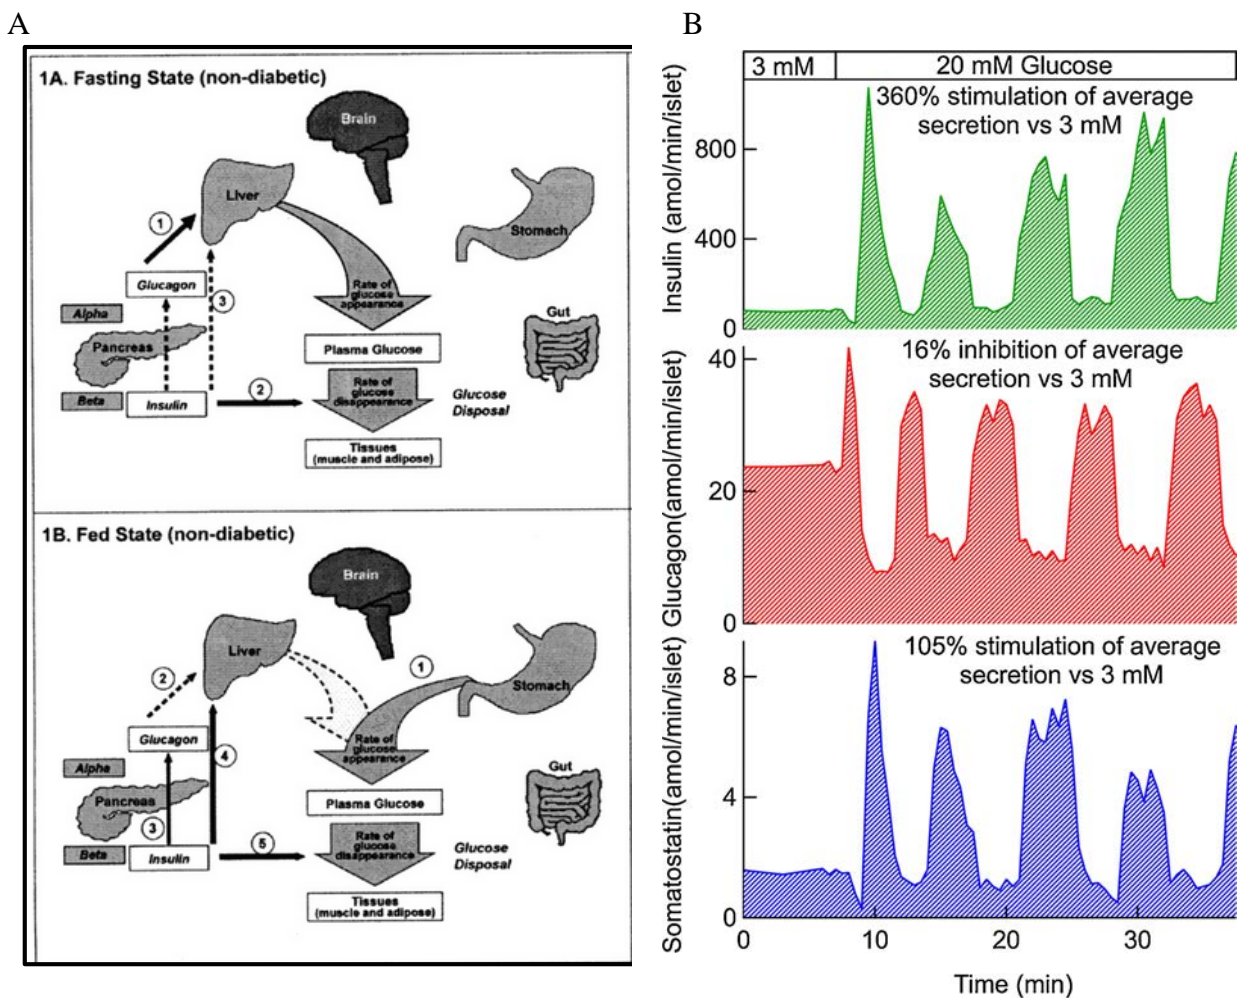 A
1A. Fasting State (non-diabetic)
Brain
Liver
1
Stomach
Glucagon
3
Rate of
glucose
appearance
Alpha
Gut
Pancreas
Plasma Glucose
Beta
Insulin
2
Rate of
glucose
disappearance
Glucose
Disposal
Tissues
(muscle and adipose)
1B. Fed State (non-diabetic)
Brain
Liver
1
2
Stomach
Glucagon
4
Rate of
glucose
appearance
Alpha
Gut
Pancreas
3
Plasma Glucose
Beta
Insulin
5
Rate of
glucose
disappearance
Glucose
Disposal
Tissues
(muscle and adipose)
B
3 mM
20 mM Glucose
360% stimulation of average
secretion vs 3 mM
Insulin (amol/min/islet)
800
400
0
16% inhibition of average
secretion vs 3 mM
Glucagon(amol/min/islet)
40
20
0
105% stimulation of average
secretion vs 3 mM
Somatostatin(amol/min/islet)
8
4
0
0
10
20
30
Time (min)